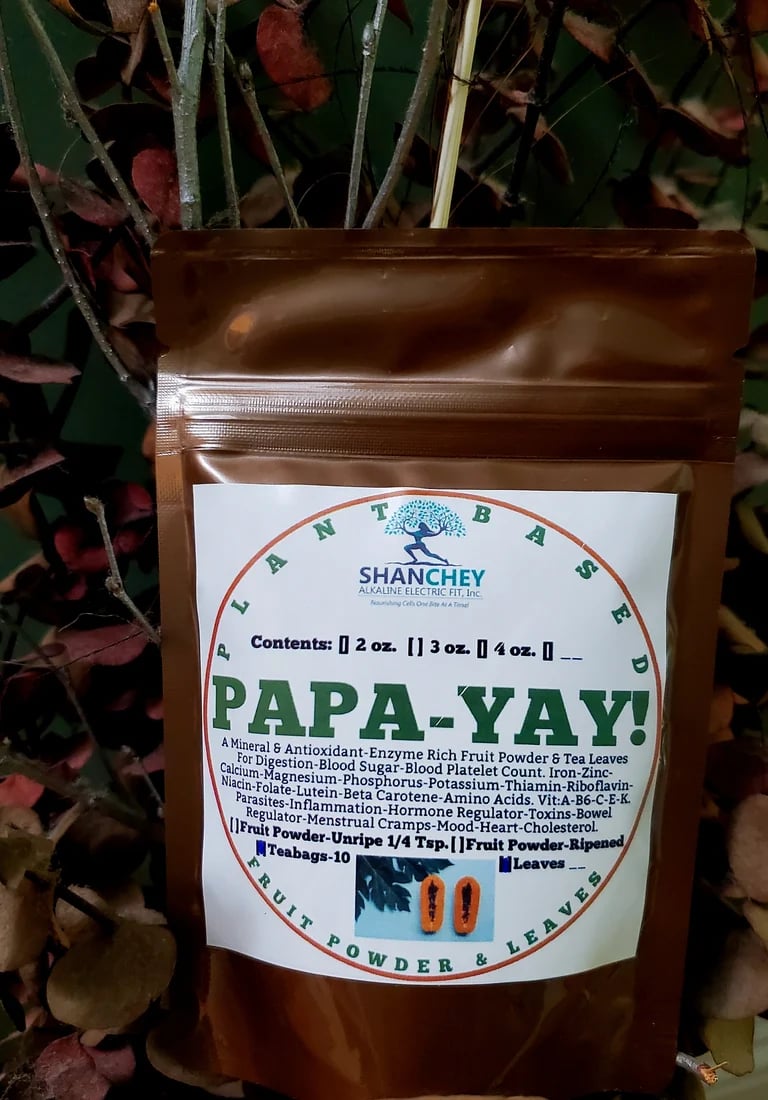 PLANT BASED
SHANCHEY
ALKALINE ELECTRIC FIT, Inc.
Nourishing Cells One Bite At A Time!
Contents: [] 2 oz. [ ] 3 oz. [] 4 oz. [] __
PAPA-YAY!
A Mineral & Antioxidant-Enzyme Rich Fruit Powder & Tea Leaves
For Digestion-Blood Sugar-Blood Platelet Count. Iron-Zinc-
Calcium-Magnesium-Phosphorus-Potassium-Thiamin-Riboflavin-
Niacin-Folate-Lutein-Beta Carotene-Amino Acids. Vit:A-B6-C-E-K.
Parasites-Inflammation-Hormone Regulator-Toxins-Bowel
Regulator-Menstrual Cramps-Mood-Heart-Cholesterol.
[ ]Fruit Powder-Unripe 1/4 Tsp.[ ]Fruit Powder-Ripened
[]Teabags-10 []Leaves __
FRUIT POWDER & LEAVES